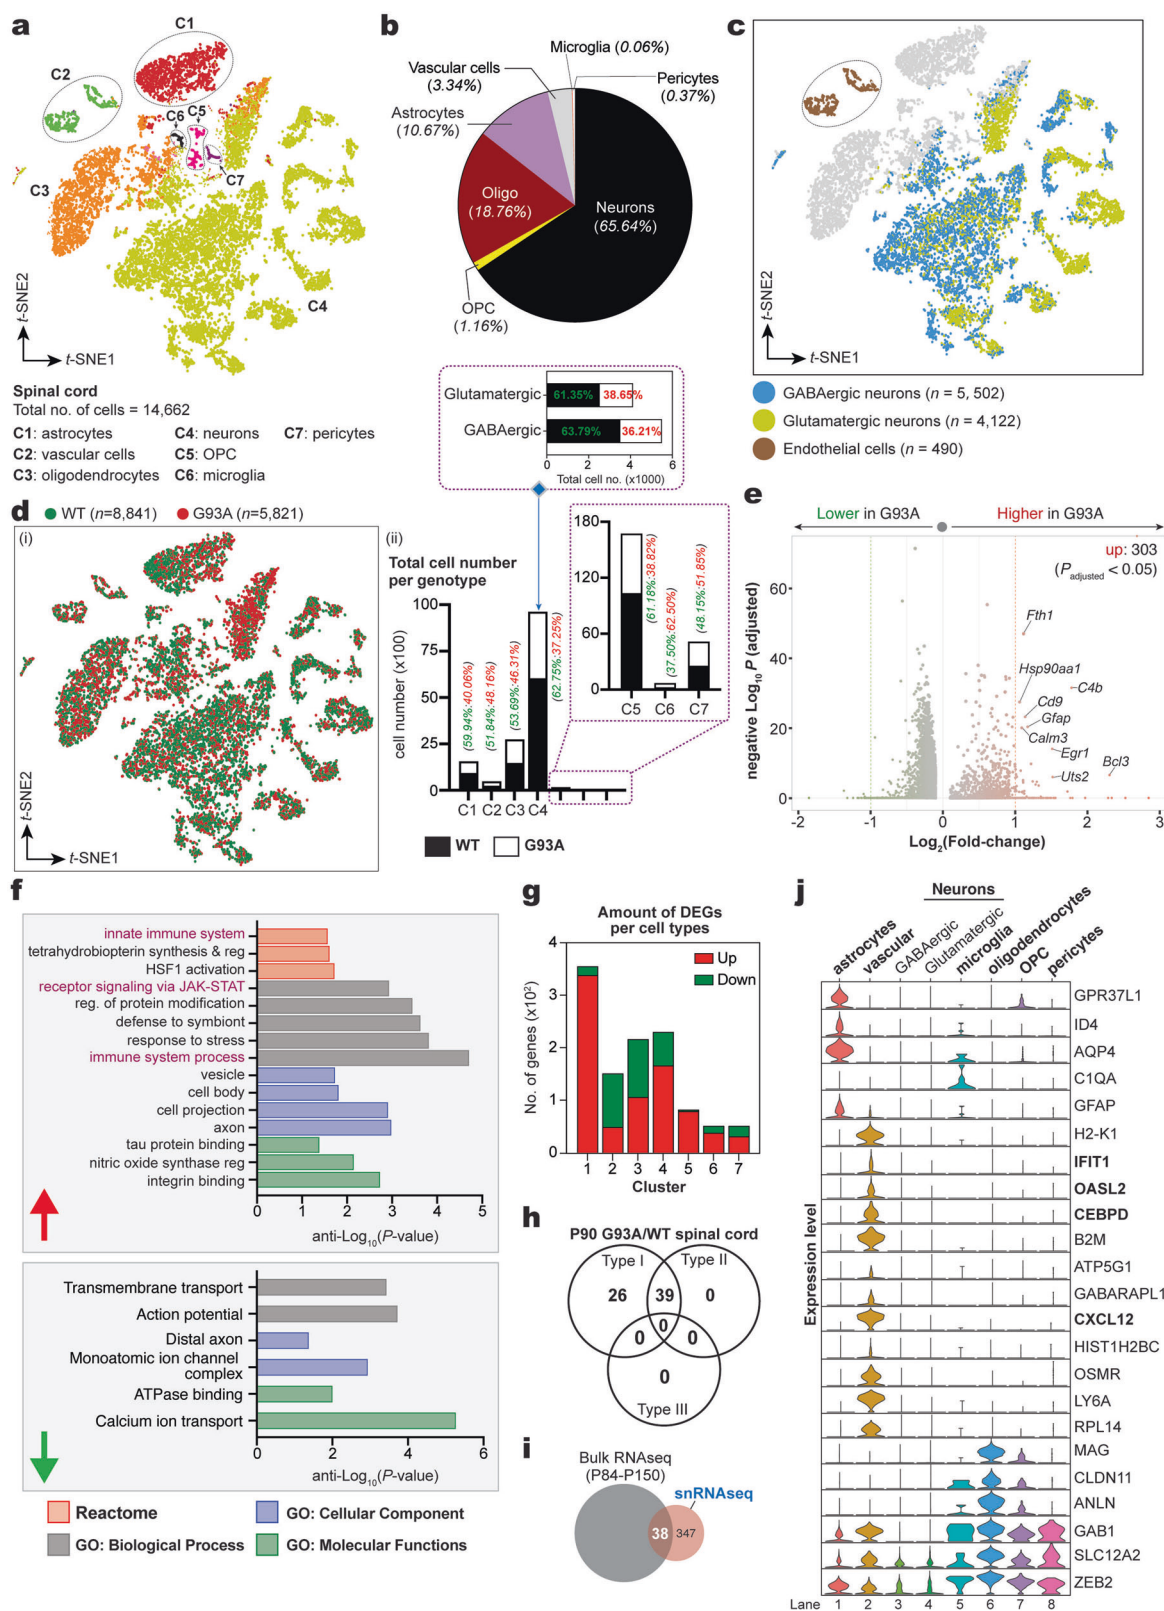 a
C1
C2
C6
C5
C3
C7
C4
t-SNE2
t-SNE1
Spinal cord
Total no. of cells = 14,662
C1: astrocytes
C4: neurons
C7: pericytes
C2: vascular cells
C5: OPC
C3: oligodendrocytes
C6: microglia
b
Microglia (0.06%)
Vascular cells
(3.34%)
Pericytes
(0.37%)
Astrocytes
(10.67%)
Oligo
(18.76%)
Neurons
(65.64%)
OPC
(1.16%)
Glutamatergic
61.35%
38.65%
GABAergic
63.79%
36.21%
0
2
4
6
Total cell no. (x1000)
c
t-SNE2
t-SNE1
GABAergic neurons (n = 5, 502)
Glutamatergic neurons (n = 4,122)
Endothelial cells (n = 490)
d
WT (n=8,841)
G93A (n=5,821)
(i)
t-SNE2
t-SNE1
(ii)
Total cell number
per genotype
cell number (x100)
100
75
50
25
0
(59.94%:40.06%)
(51.84%:48.16%)
(53.69%:46.31%)
(62.75%:37.25%)
C1
C2
C3
C4
180
120
60
0
(61.18%:38.82%)
(37.50%:62.50%)
(48.15%:51.85%)
C5
C6
C7
WT
G93A
e
Lower in G93A
Higher in G93A
up: 303
(P adjusted < 0.05)
negative Log10 P (adjusted)
60
40
20
0
Fth1
Hsp90aa1
C4b
Cd9
Gfap
Calm3
Egr1
Bcl3
Uts2
-2
-1
0
1
2
3
Log2(Fold-change)
f
innate immune system
tetrahydrobiopterin synthesis & reg
HSF1 activation
receptor signaling via JAK-STAT
reg. of protein modification
defense to symbiont
response to stress
immune system process
vesicle
cell body
cell projection
axon
tau protein binding
nitric oxide synthase reg
integrin binding
0
1
2
3
4
5
anti-Log10(P-value)
Transmembrane transport
Action potential
Distal axon
Monoatomic ion channel
complex
ATPase binding
Calcium ion transport
0
2
4
6
anti-Log10(P-value)
Reactome
GO: Cellular Component
GO: Biological Process
GO: Molecular Functions
g
Amount of DEGs
per cell types
No. of genes (x10²)
4
3
2
1
0
Up
Down
1
2
3
4
5
6
7
Cluster
h
P90 G93A/WT spinal cord
Type I
Type II
26
39
0
0
0
0
0
Type III
i
Bulk RNAseq
(P84-P150)
snRNAseq
38
347
j
Neurons
astrocytes
vascular
GABAergic
Glutamatergic
microglia
oligodendrocytes
OPC
pericytes
Expression level
GPR37L1
ID4
AQP4
C1QA
GFAP
H2-K1
IFIT1
OASL2
CEBPD
B2M
ATP5G1
GABARAPL1
CXCL12
HIST1H2BC
OSMR
LY6A
RPL14
MAG
CLDN11
ANLN
GAB1
SLC12A2
ZEB2
Lane
1
2
3
4
5
6
7
8